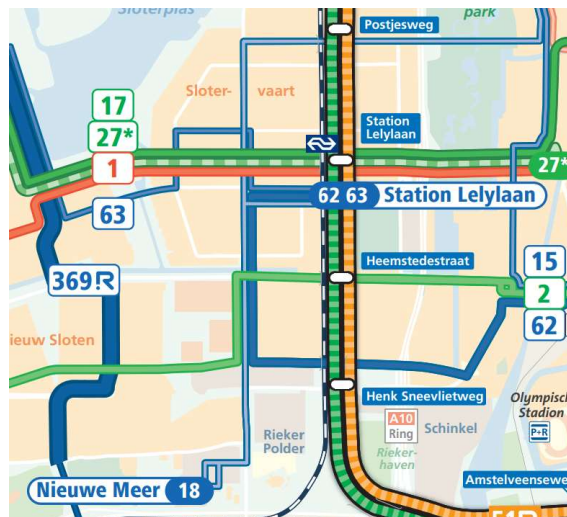 Sloterplas
Postjesweg
park
Sloter-
vaart
17
27*
1
63
Station
Lelylaan
27*
62 63 Station Lelylaan
369R
Heemstedestraat
15
2
62
ieuw Sloten
Henk Sneevlietweg
A10
Ring
Schinkel
Olympisch
Stadion
P+R
Rieker
Polder
Rieker-
haven
Nieuwe Meer 18
Amstelveensewe
51R